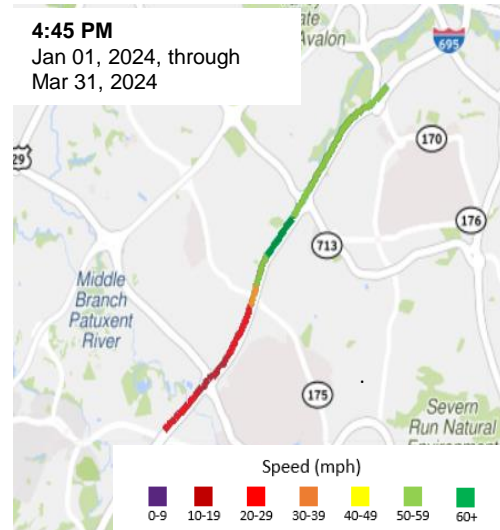 4:45 PM
Jan 01, 2024, through
Mar 31, 2024
ate
Avalon
695
170
29
176
713
Middle
Branch
Patuxent
River
175
Severn
Run Natural
Environment
Speed (mph)
0-9 10-19 20-29 30-39 40-49 50-59 60+